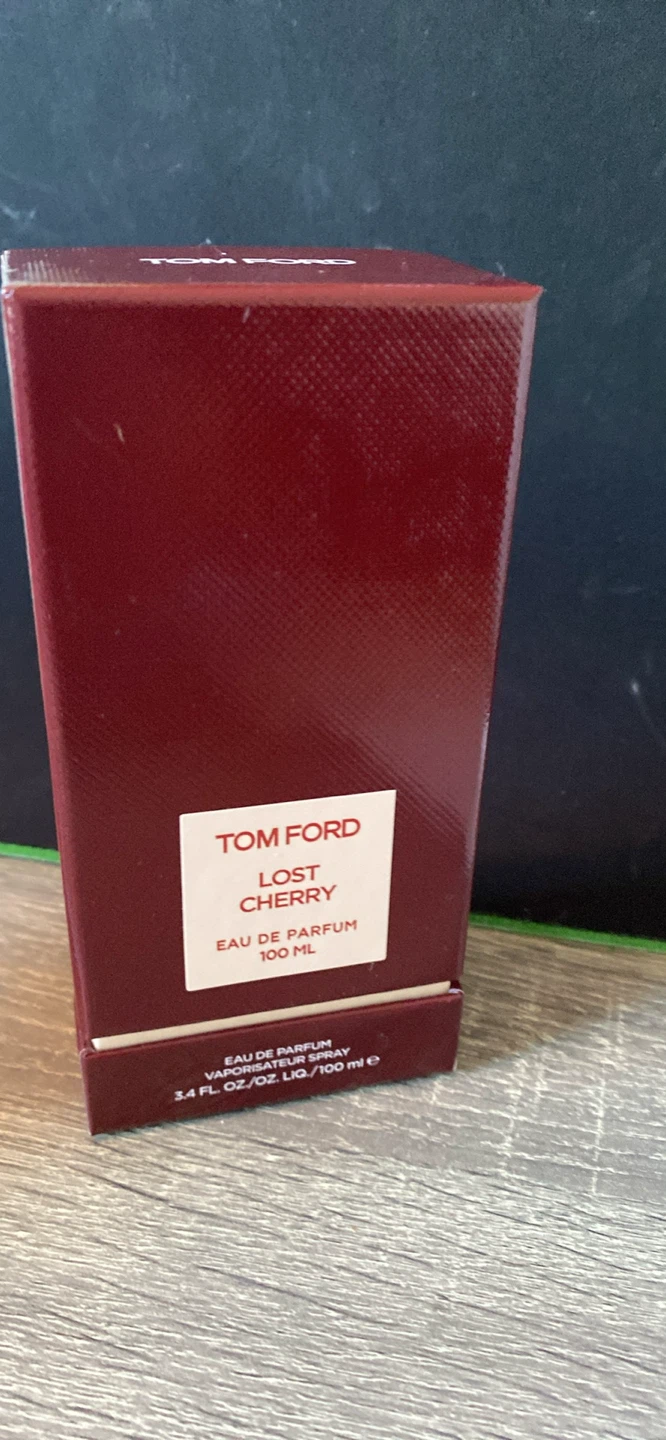 TOM FORD
TOM FORD
LOST
CHERRY
EAU DE PARFUM
100 ML
EAU DE PARFUM
VAPORISATEUR SPRAY
3.4 FL. OZ./OZ. LIQ./100 ml ℮